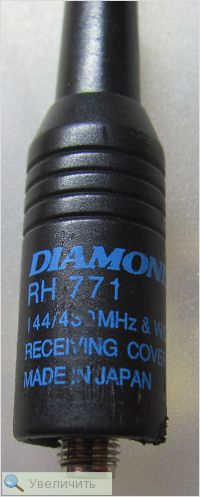 DIAMON
RH 771
144/430MHz & W
RECEIVING COVE
MADE IN JAPAN
Увеличить